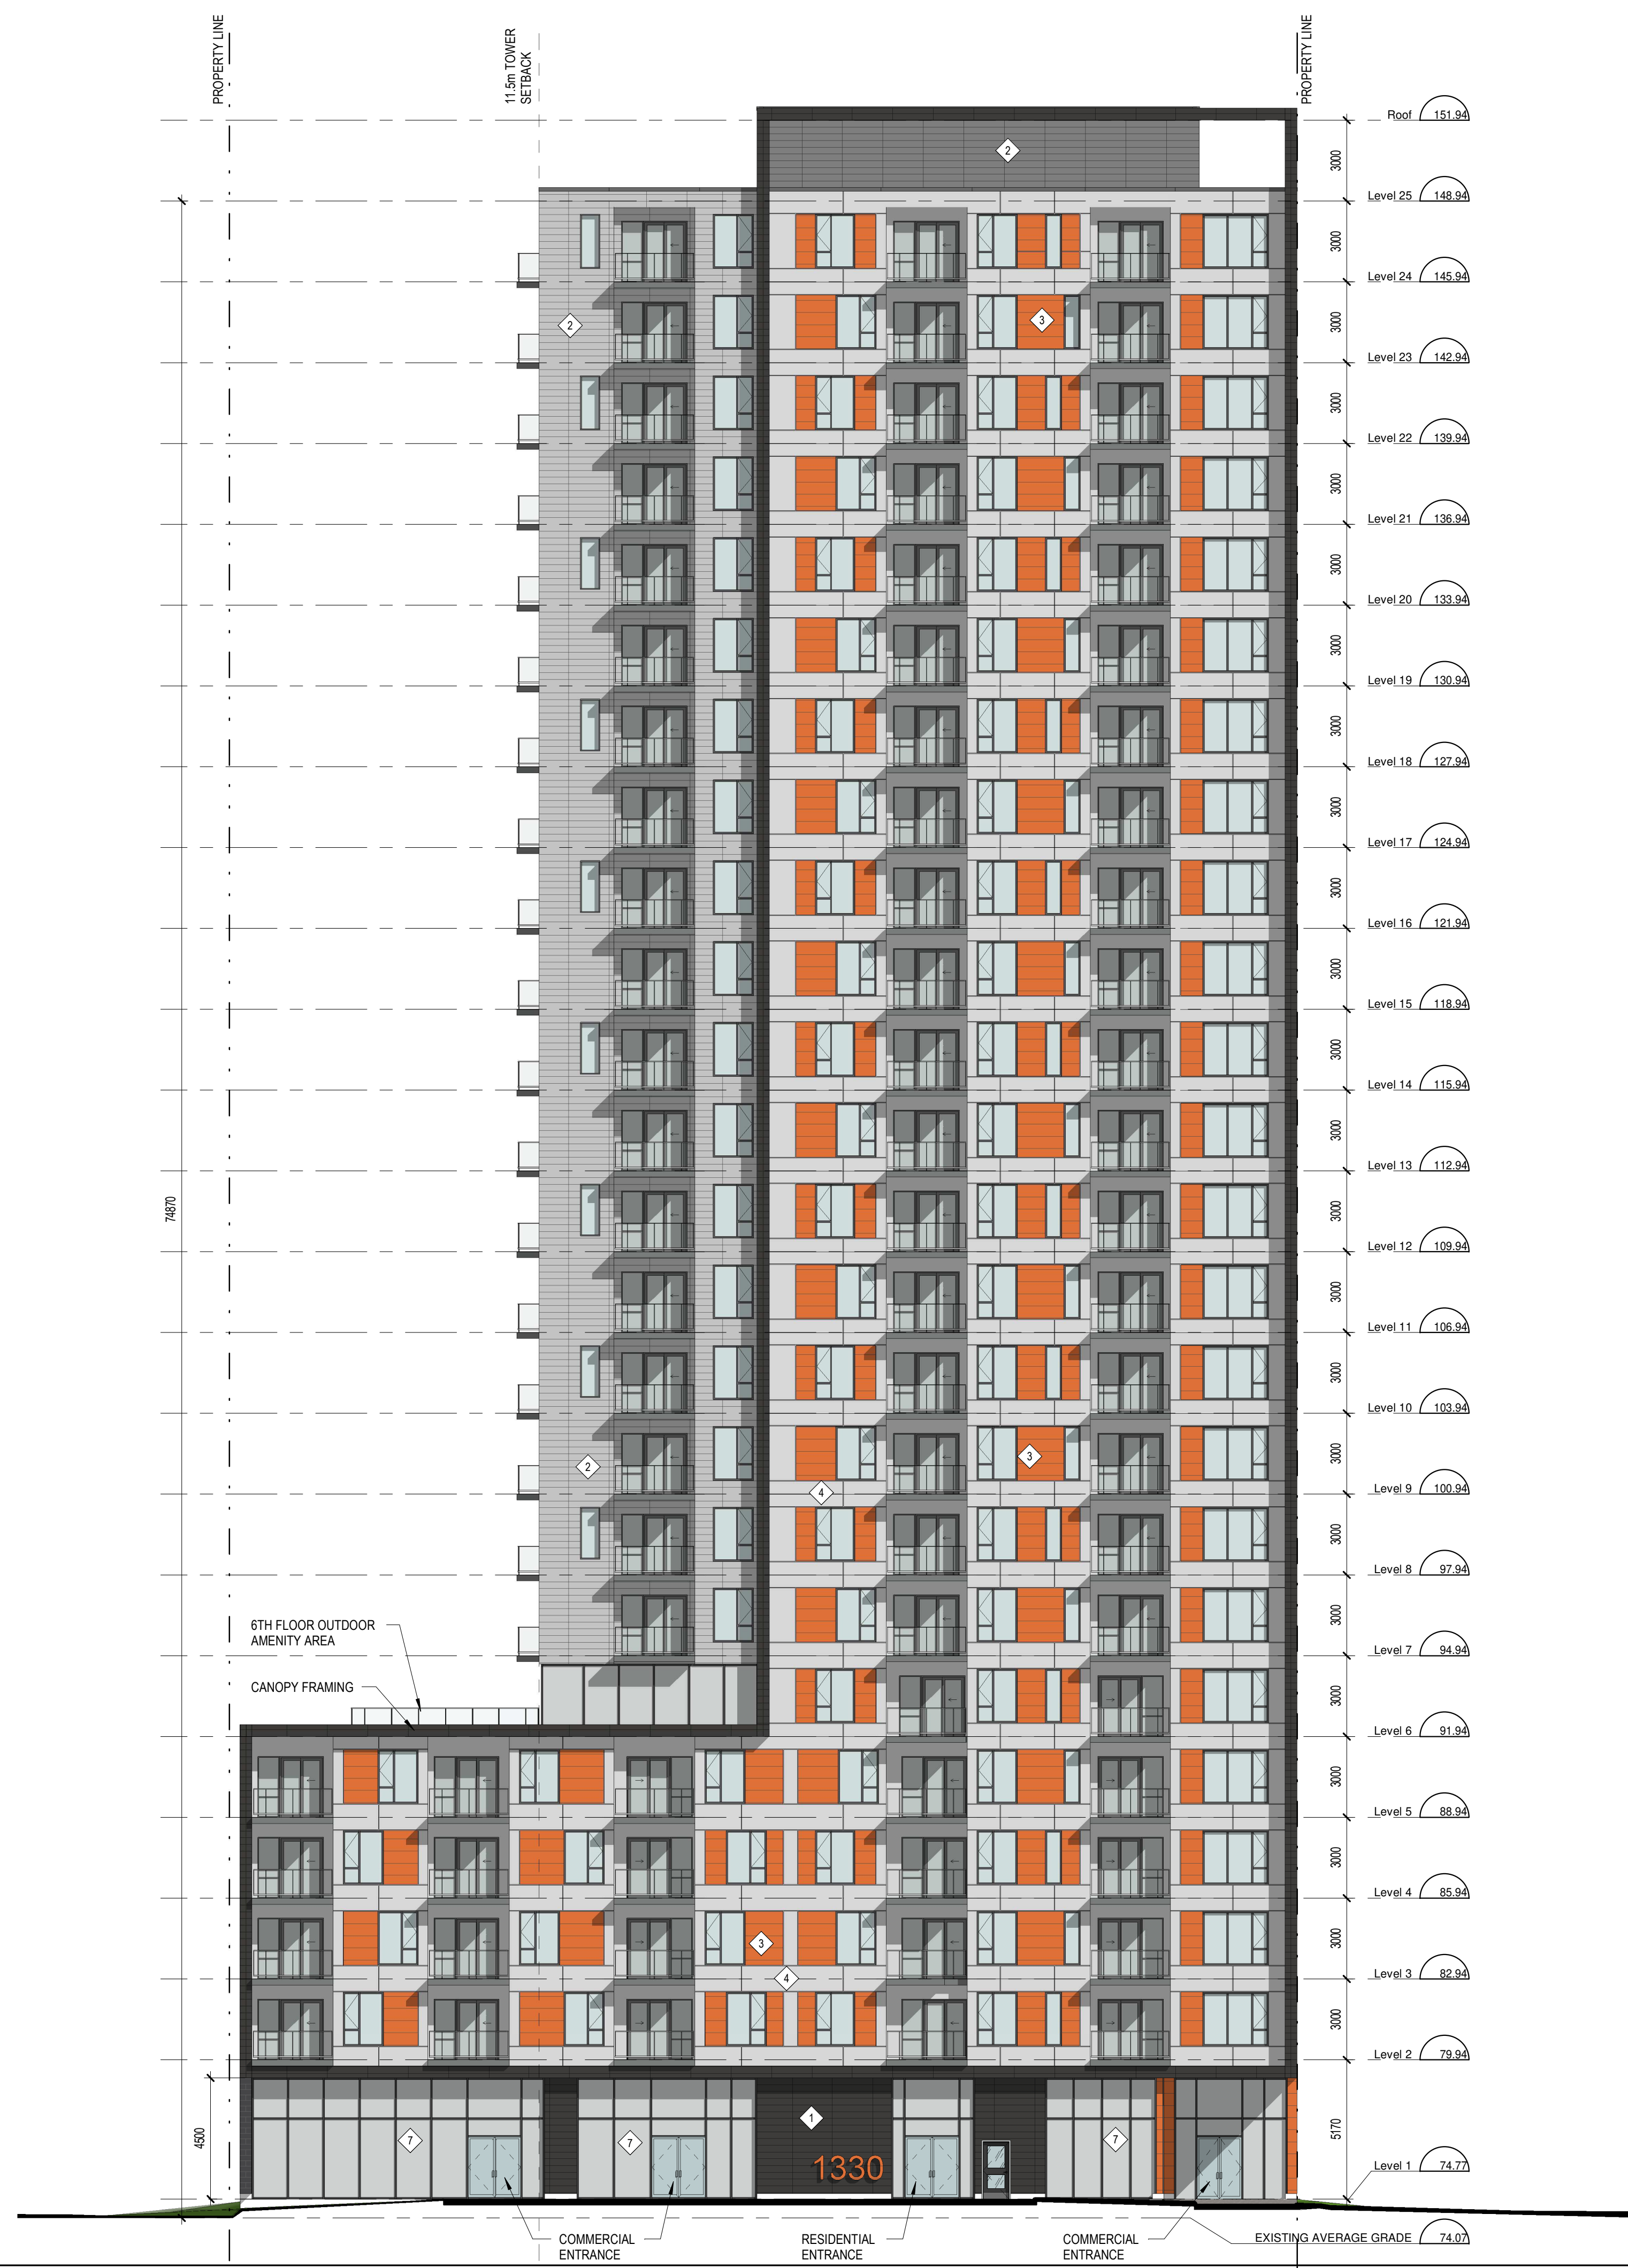 PROPERTY LINE
11.5m TOWER
SETBACK
PROPERTY LINE
Roof 151.94
2
3000
Level 25 148.94
3000
Level 24 145.94
2
3
3000
Level 23 142.94
3000
Level 22 139.94
3000
Level 21 136.94
3000
Level 20 133.94
3000
Level 19 130.94
3000
Level 18 127.94
3000
Level 17 124.94
3000
Level 16 121.94
3000
Level 15 118.94
3000
Level 14 115.94
3000
Level 13 112.94
74870
3000
Level 12 109.94
3000
Level 11 106.94
3000
Level 10 103.94
2
3
3000
4
Level 9 100.94
3000
Level 8 97.94
3000
6TH FLOOR OUTDOOR
AMENITY AREA
Level 7 94.94
CANOPY FRAMING
3000
Level 6 91.94
3000
Level 5 88.94
3000
Level 4 85.94
3
3000
4
Level 3 82.94
3000
Level 2 79.94
1
7
7
7
4500
5170
1330
Level 1 74.77
COMMERCIAL
ENTRANCE
RESIDENTIAL
ENTRANCE
COMMERCIAL
ENTRANCE
EXISTING AVERAGE GRADE 74.07